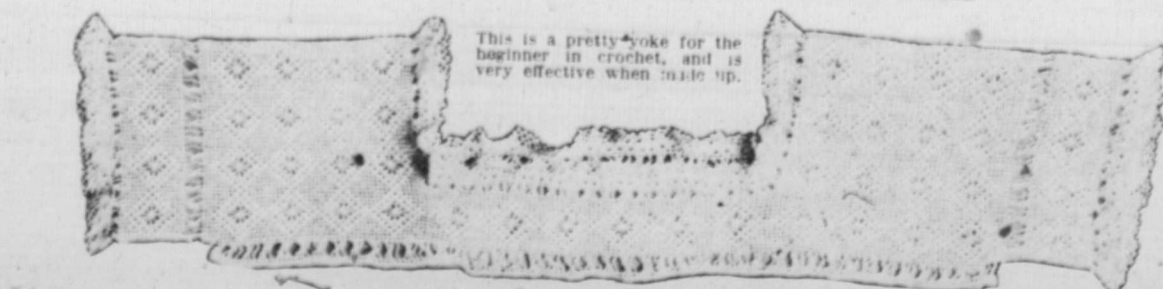 This is a pretty yoke for the
beginner in crochet, and is
very effective when made up.